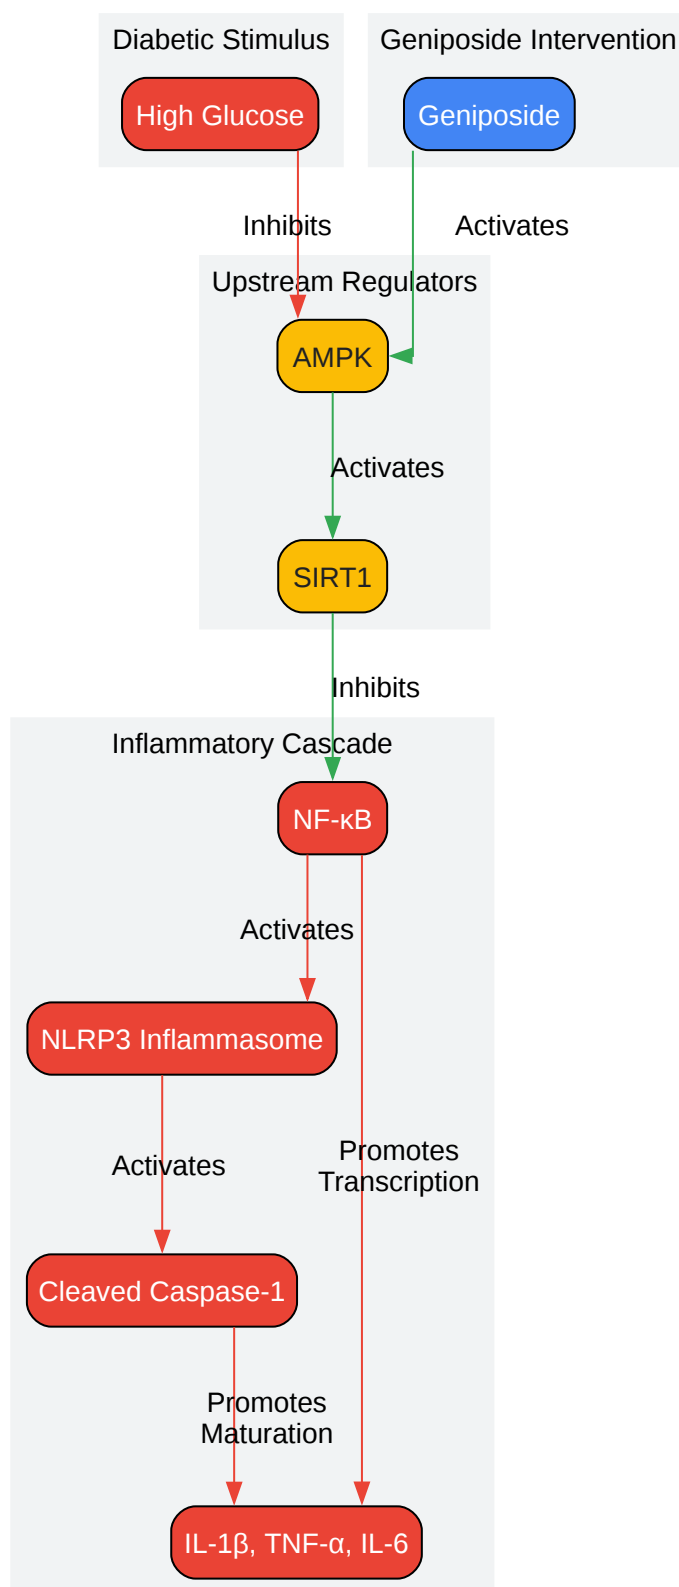 Diabetic Stimulus
Geniposide Intervention
High Glucose
Geniposide
Inhibits
Activates
Upstream Regulators
AMPK
Activates
SIRT1
Inhibits
Inflammatory Cascade
NF-κB
Activates
NLRP3 Inflammasome
Activates
Promotes
Transcription
Cleaved Caspase-1
Promotes
Maturation
IL-1β, TNF-α, IL-6